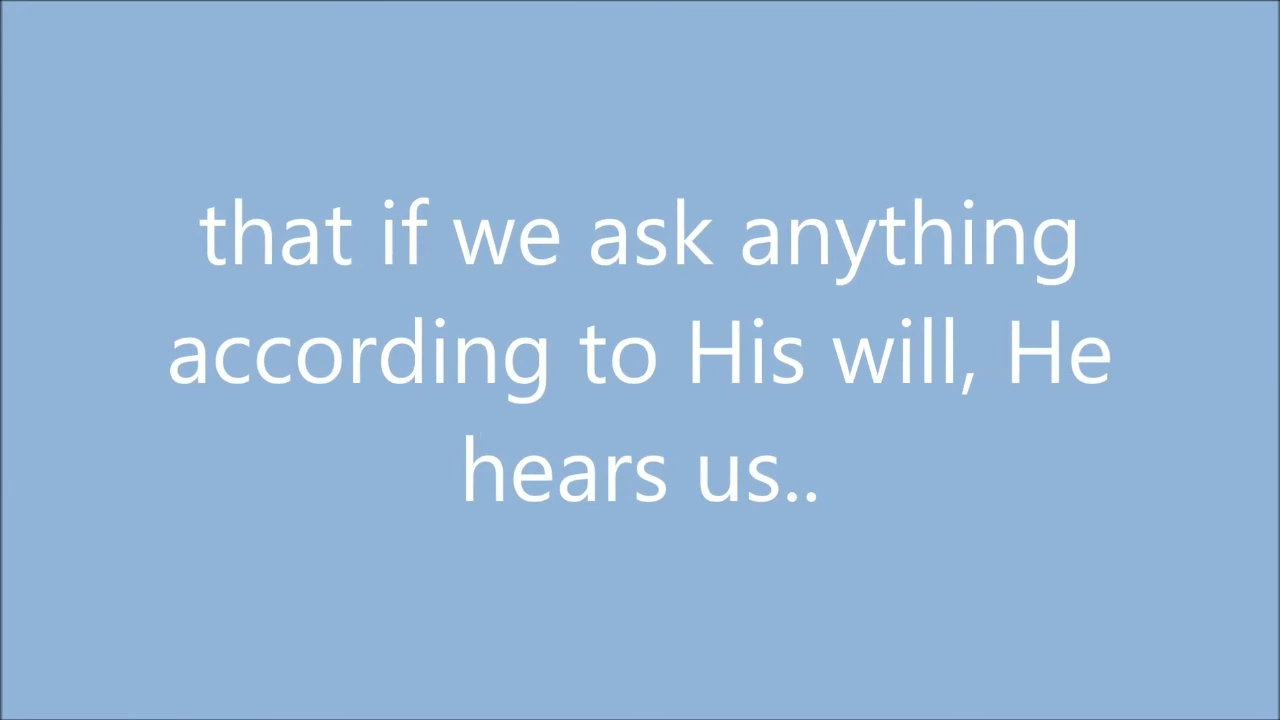 that if we ask anything
according to His will, He
hears us..